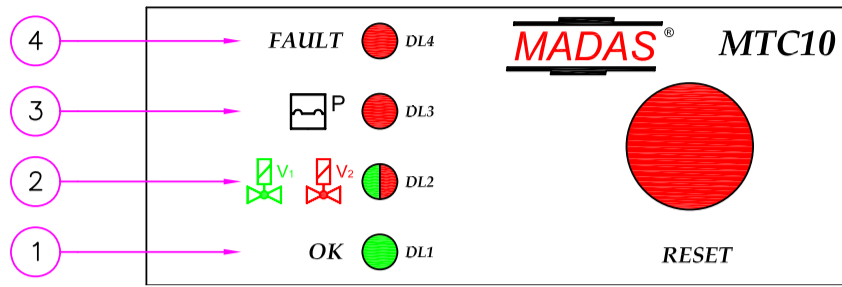 4 FAULT DL4 MADAS® MTC10
3 P DL3
2 V1 V2 DL2
1 OK DL1 RESET